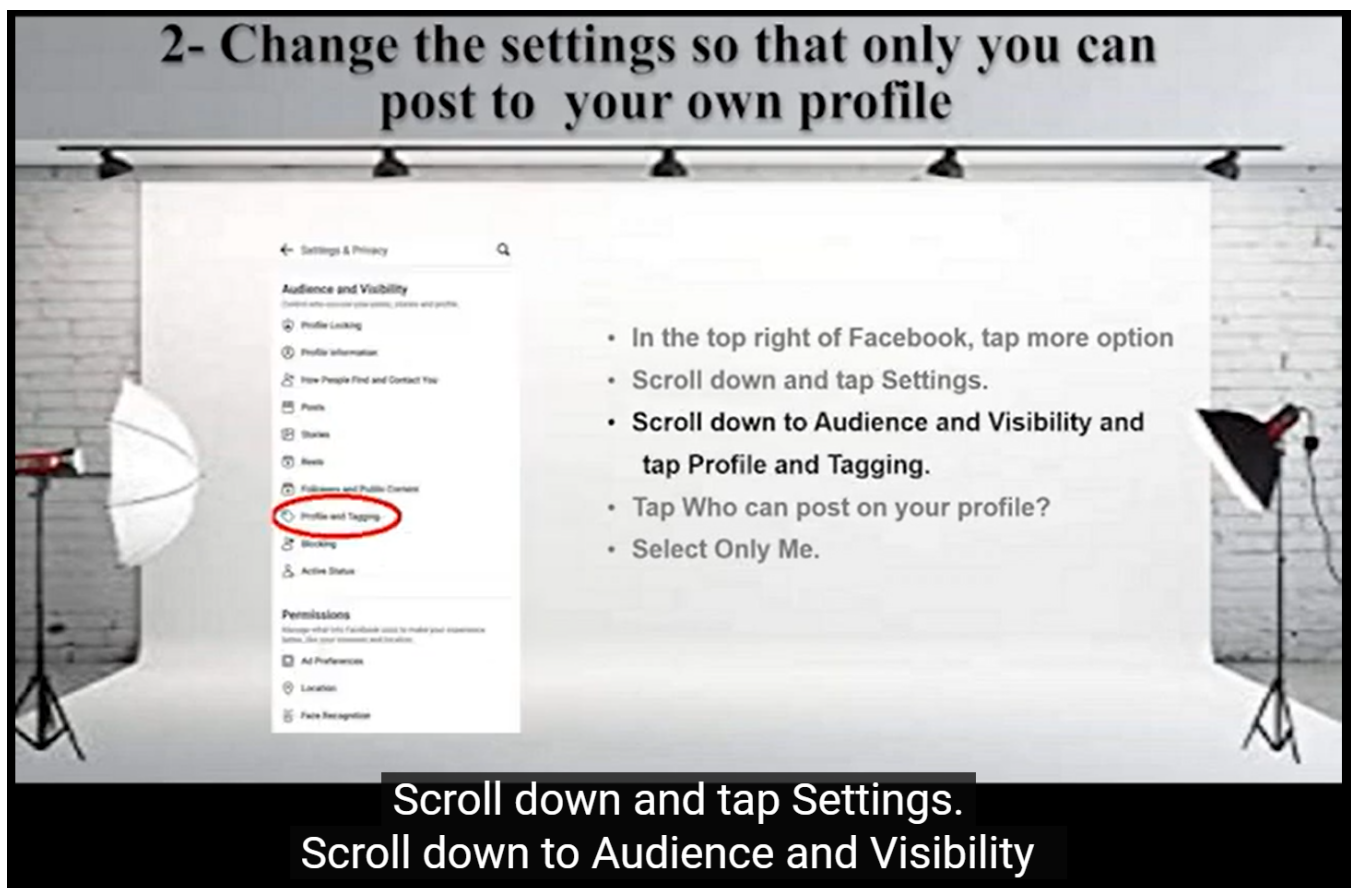 2- Change the settings so that only you can
post to your own profile
Settings & Privacy
Audience and Visibility
Profile Locking
Profile Information
How People Find and Contact You
Posts
Stories
Reels
Followers and Public Content
Profile and Tagging
Blocking
Active Status
Permissions
Ad Preferences
Location
Face Recognition
• In the top right of Facebook, tap more option
• Scroll down and tap Settings.
• Scroll down to Audience and Visibility and
tap Profile and Tagging.
• Tap Who can post on your profile?
• Select Only Me.
Scroll down and tap Settings.
Scroll down to Audience and Visibility